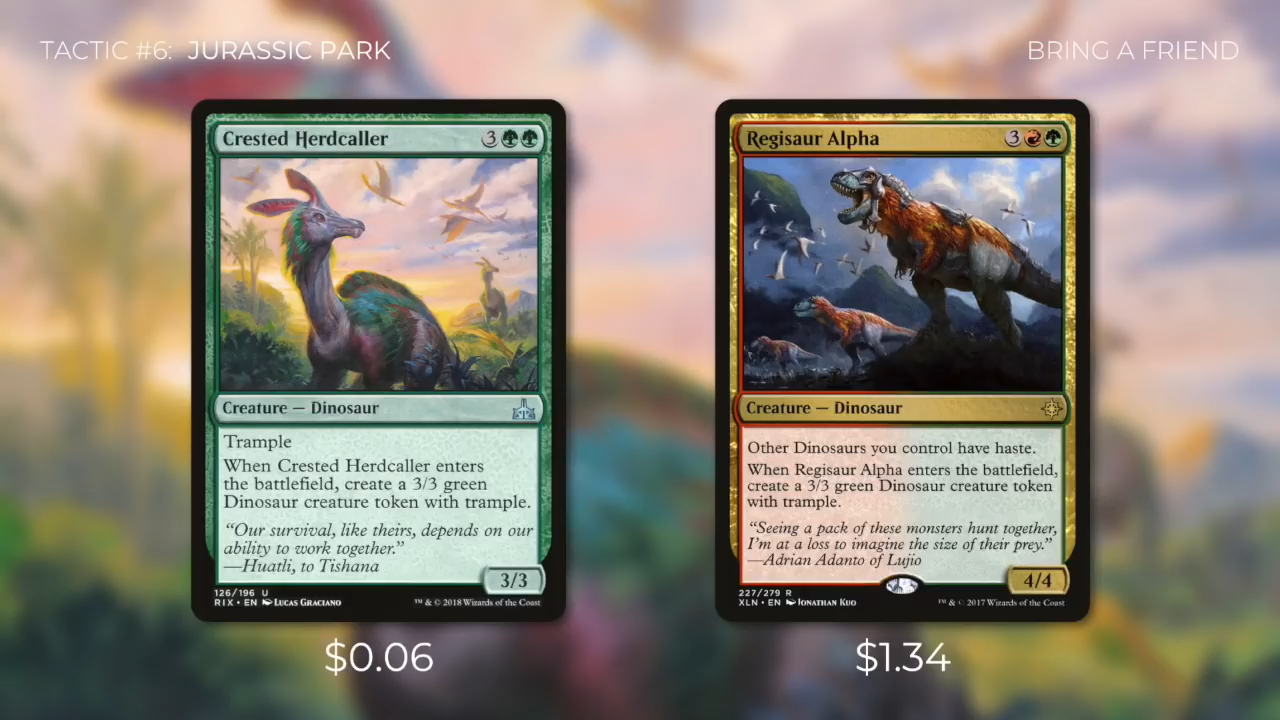 TACTIC #6: JURASSIC PARK
BRING A FRIEND
Crested Herdcaller 3
Creature — Dinosaur
Trample
When Crested Herdcaller enters
the battlefield, create a 3/3 green
Dinosaur creature token with trample.
“Our survival, like theirs, depends on our
ability to work together.”
—Huatli, to Tishana
3/3
126/196 U
RIX • EN Lucas Graciano
™ & © 2018 Wizards of the Coast
$0.06
Regisaur Alpha 3
Creature — Dinosaur
Other Dinosaurs you control have haste.
When Regisaur Alpha enters the battlefield,
create a 3/3 green Dinosaur creature token
with trample.
“Seeing a pack of these monsters hunt together,
I’m at a loss to imagine the size of their prey.”
—Adrian Adanto of Lujio
4/4
227/279 R
XLN • EN Jonathan Kuo
™ & © 2017 Wizards of the Coast
$1.34